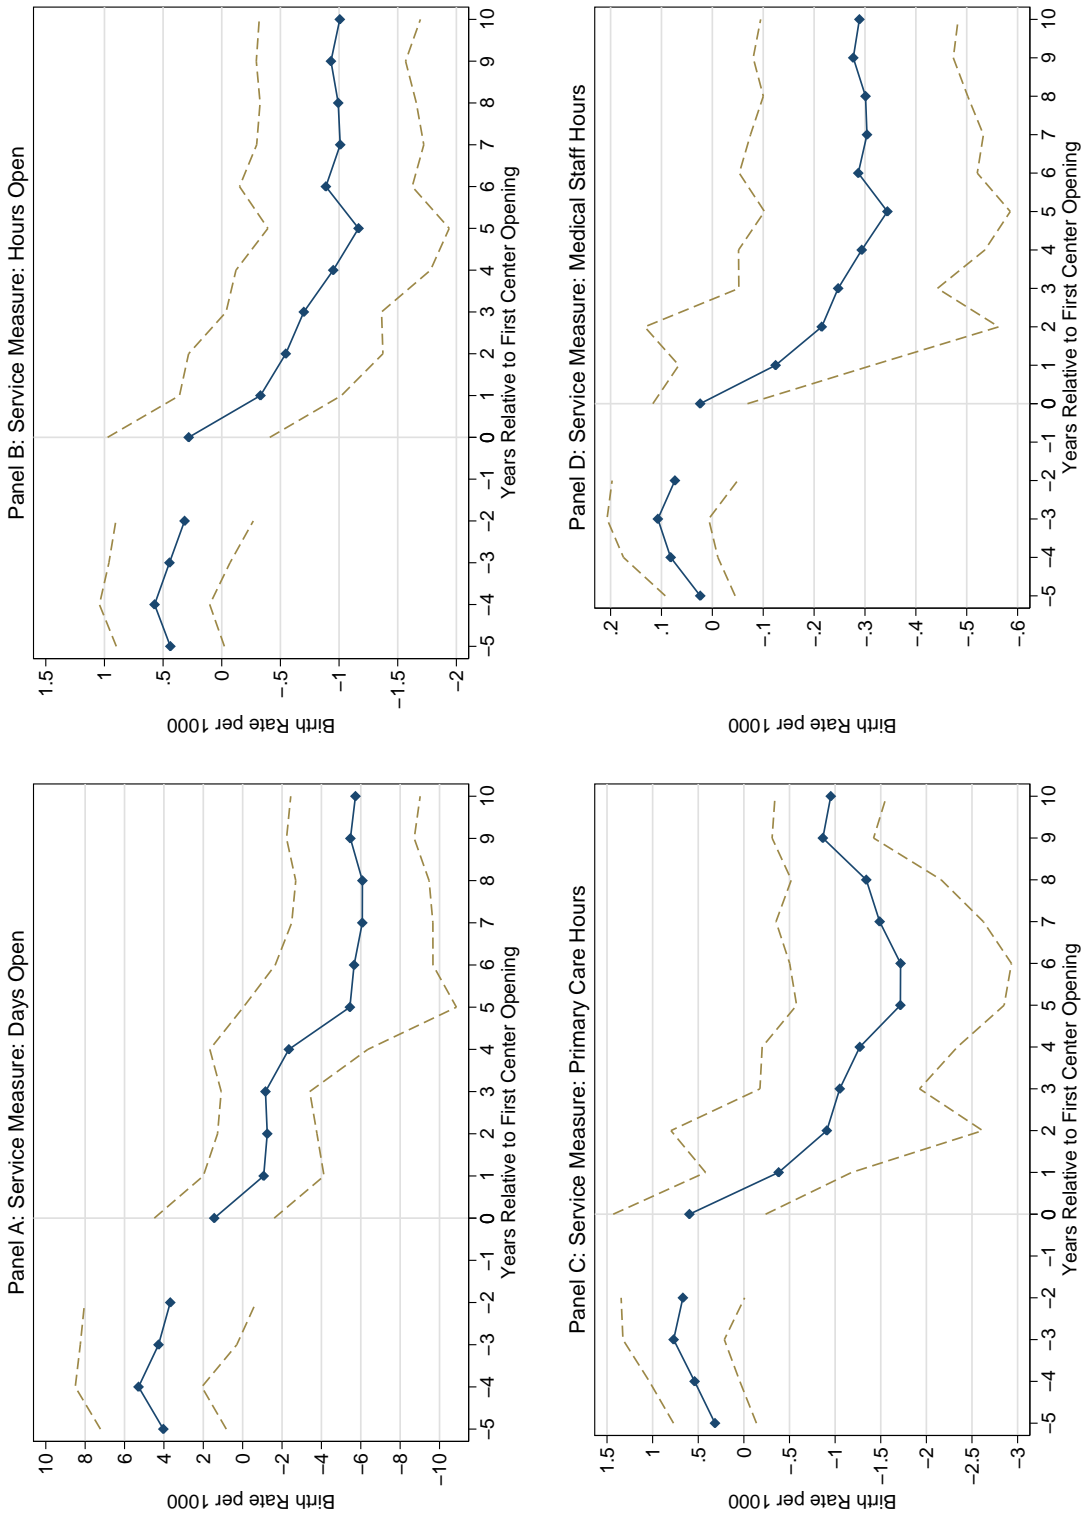 Panel A: Service Measure: Days Open
Birth Rate per 1000
10
8
6
4
2
0
−2
−4
−6
−8
−10
−5 −4 −3 −2 −1 0 1 2 3 4 5 6 7 8 9 10
Years Relative to First Center Opening
Panel B: Service Measure: Hours Open
Birth Rate per 1000
1.5
1
.5
0
−.5
−1
−1.5
−2
−5 −4 −3 −2 −1 0 1 2 3 4 5 6 7 8 9 10
Years Relative to First Center Opening
Panel C: Service Measure: Primary Care Hours
Birth Rate per 1000
1.5
1
.5
0
−.5
−1
−1.5
−2
−2.5
−3
−5 −4 −3 −2 −1 0 1 2 3 4 5 6 7 8 9 10
Years Relative to First Center Opening
Panel D: Service Measure: Medical Staff Hours
Birth Rate per 1000
.2
.1
0
−.1
−.2
−.3
−.4
−.5
−.6
−5 −4 −3 −2 −1 0 1 2 3 4 5 6 7 8 9 10
Years Relative to First Center Opening